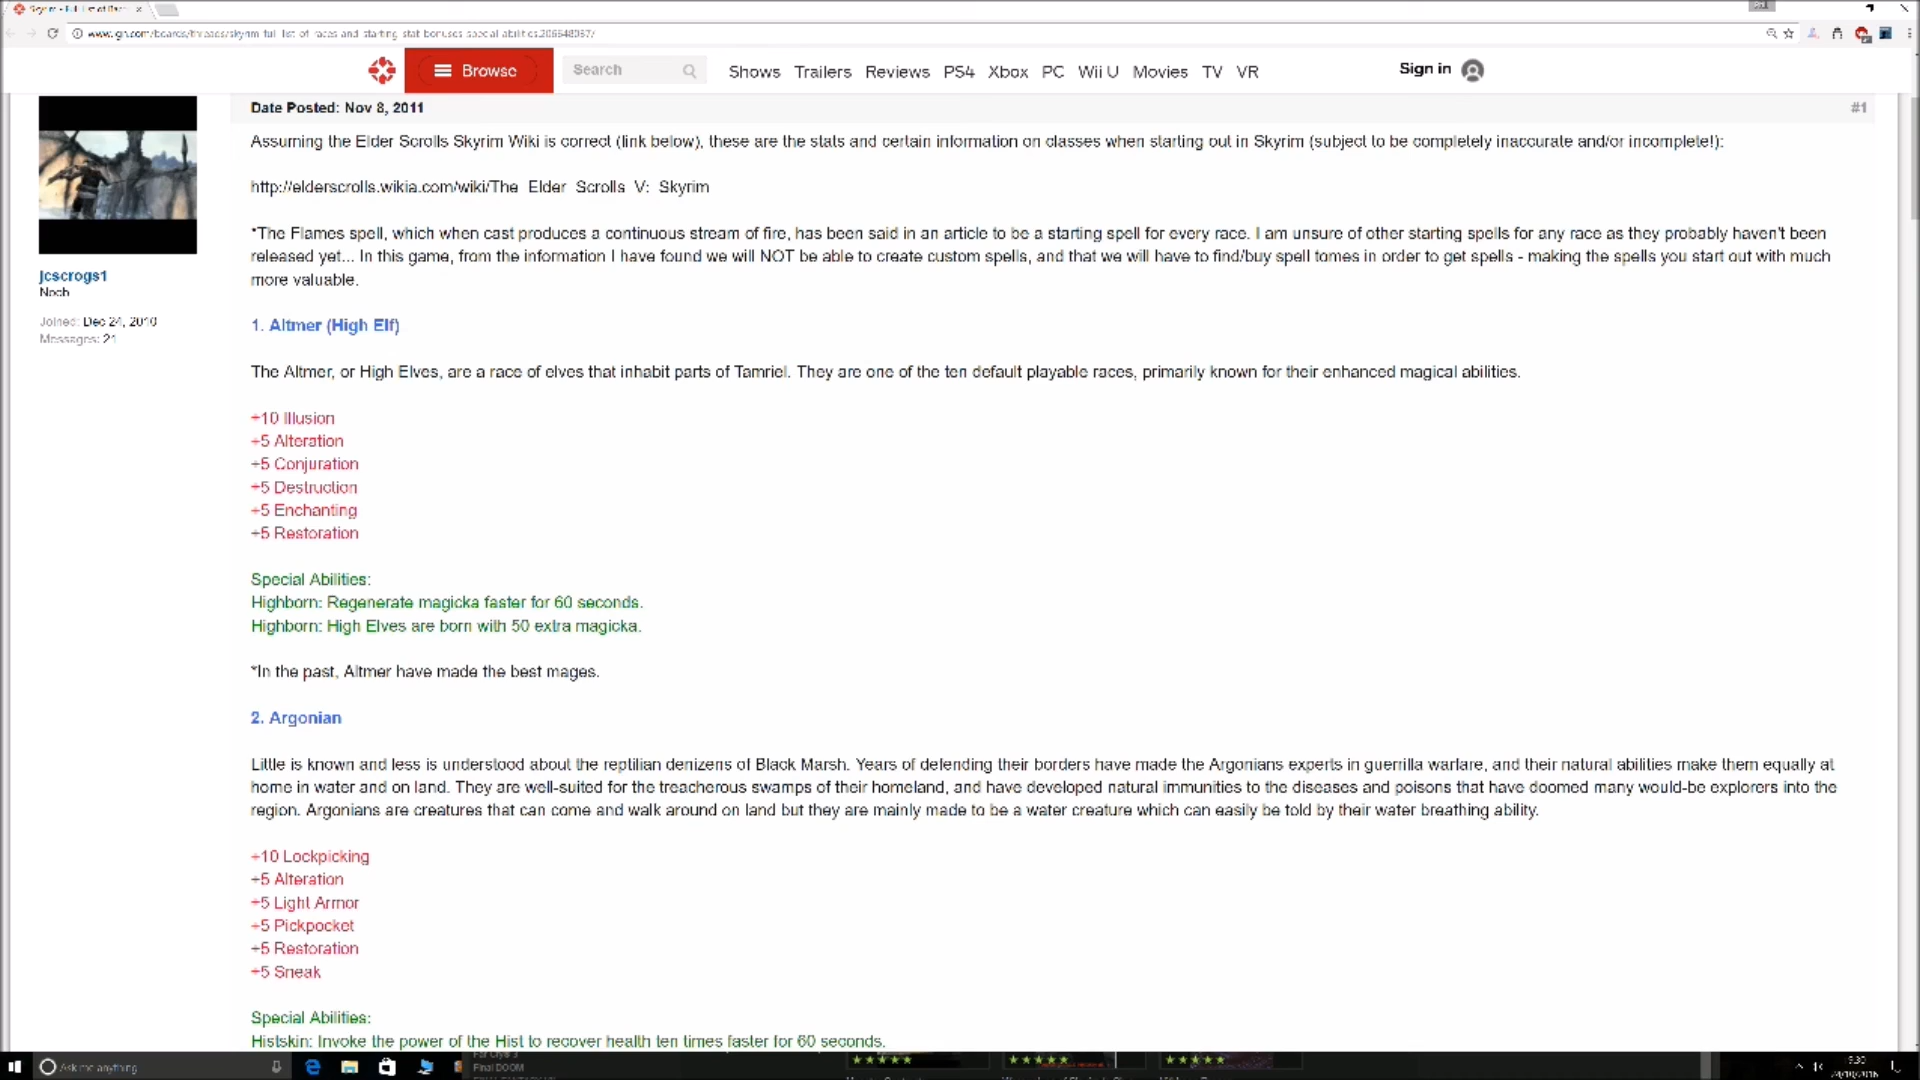 Browse
Search
Shows Trailers Reviews PS4 Xbox PC Wii U Movies TV VR
Sign in
Date Posted: Nov 8, 2011
#1
Assuming the Elder Scrolls Skyrim Wiki is correct (link below), these are the stats and certain information on classes when starting out in Skyrim (subject to be completely inaccurate and/or incomplete!):
http://elderscrolls.wikia.com/wiki/The_Elder_Scrolls_V:_Skyrim
*The Flames spell, which when cast produces a continuous stream of fire, has been said in an article to be a starting spell for every race. I am unsure of other starting spells for any race as they probably haven't been
released yet... In this game, from the information I have found we will NOT be able to create custom spells, and that we will have to find/buy spell tomes in order to get spells - making the spells you start out with much
more valuable.
jcscrogs1
Noob
Joined: Dec 24, 2010
Messages: 21
1. Altmer (High Elf)
The Altmer, or High Elves, are a race of elves that inhabit parts of Tamriel. They are one of the ten default playable races, primarily known for their enhanced magical abilities.
+10 Illusion
+5 Alteration
+5 Conjuration
+5 Destruction
+5 Enchanting
+5 Restoration
Special Abilities:
Highborn: Regenerate magicka faster for 60 seconds.
Highborn: High Elves are born with 50 extra magicka.
*In the past, Altmer have made the best mages.
2. Argonian
Little is known and less is understood about the reptilian denizens of Black Marsh. Years of defending their borders have made the Argonians experts in guerrilla warfare, and their natural abilities make them equally at
home in water and on land. They are well-suited for the treacherous swamps of their homeland, and have developed natural immunities to the diseases and poisons that have doomed many would-be explorers into the
region. Argonians are creatures that can come and walk around on land but they are mainly made to be a water creature which can easily be told by their water breathing ability.
+10 Lockpicking
+5 Alteration
+5 Light Armor
+5 Pickpocket
+5 Restoration
+5 Sneak
Special Abilities:
Histskin: Invoke the power of the Hist to recover health ten times faster for 60 seconds.
Ask me anything
Final DOOM